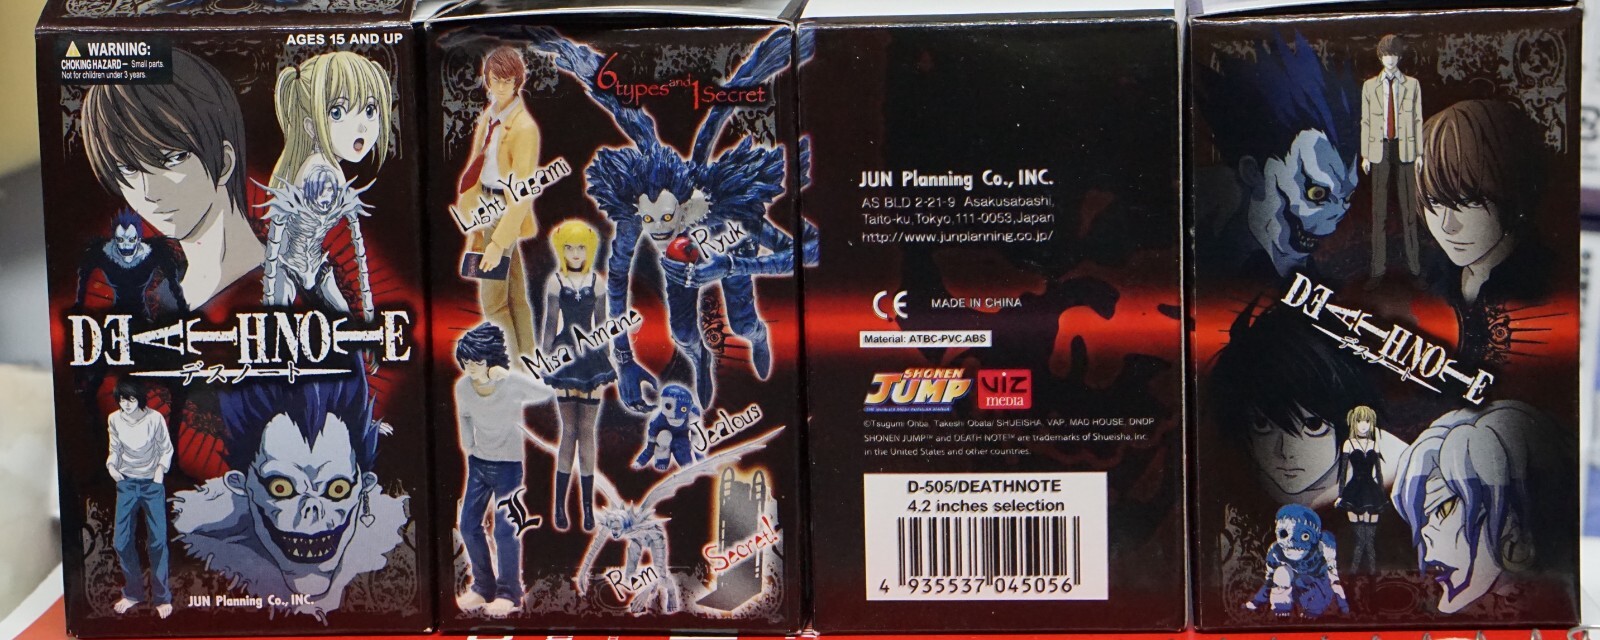 WARNING:
CHOKING HAZARD— Small parts.
Not for children under 3 years.
AGES 15 AND UP
DEATHNOTE
デスノート
JUN Planning Co., INC.
6 types and 1 Secret
Light Yagami
Ryuk
Misa Amane
Jealous
L
Rem
Secret!
JUN Planning Co., INC.
AS BLD 2-21-9 Asakusabashi,
Taito-ku,Tokyo,111-0053,Japan
http://www.junplanning.co.jp/
CE MADE IN CHINA
Material: ATBC-PVC,ABS
SHONEN
JUMP
VIZ
MEDIA
©Tsugumi Ohba, Takeshi Obata/ SHUEISHA, VAP, MAD HOUSE, DNDP
SHONEN JUMP™ and DEATH NOTE™ are trademarks of Shueisha, Inc.
in the United States and other countries.
D-505/DEATHNOTE
4.2 inches selection
4 935537 045056
DEATHNOTE
デスノート